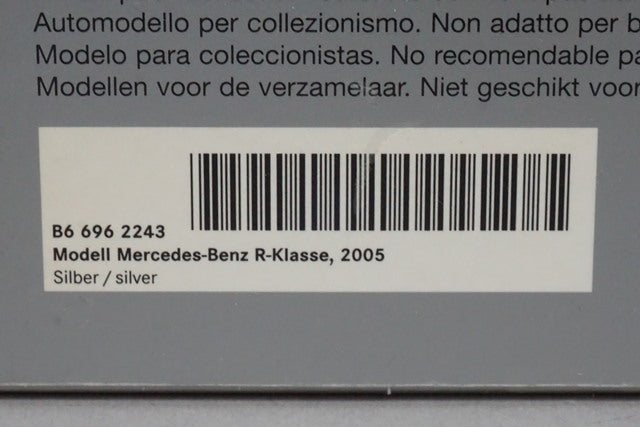 Automodello per collezionismo. Non adatto per b
Modelo para coleccionistas. No recomendable pa
Modellen voor de verzamelaar. Niet geschikt voor
B6 696 2243
Modell Mercedes-Benz R-Klasse, 2005
Silber / silver